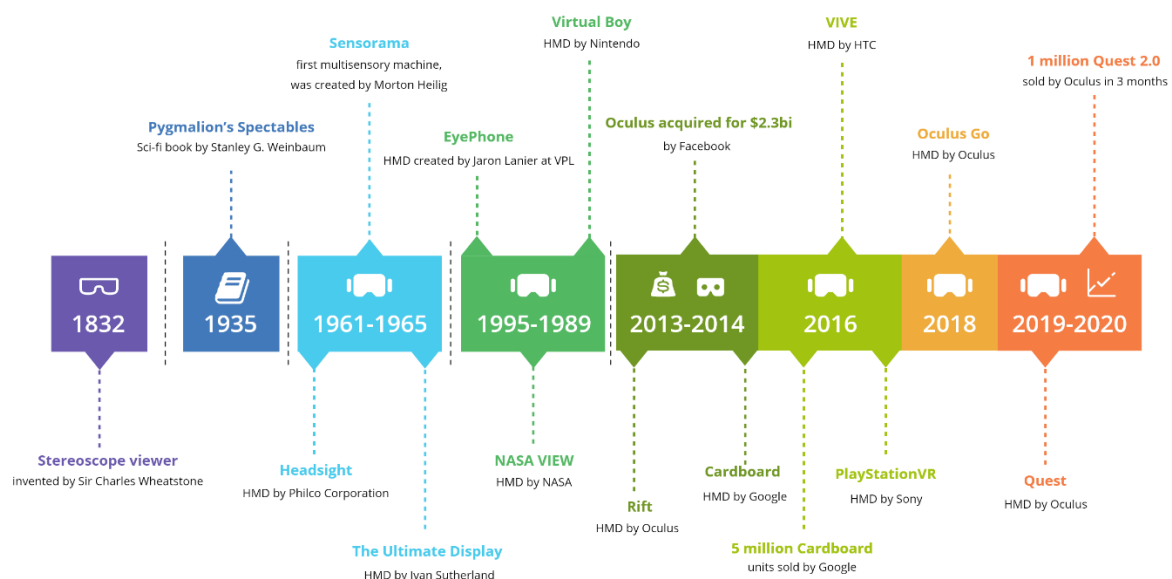 Virtual Boy
HMD by Nintendo
VIVE
HMD by HTC
Sensorama
first multisensory machine,
was created by Morton Heilig
1 million Quest 2.0
sold by Oculus in 3 months
Pygmalion's Spectables
Sci-fi book by Stanley G. Weinbaum
EyePhone
HMD created by Jaron Lanier at VPL
Oculus acquired for $2.3bi
by Facebook
Oculus Go
HMD by Oculus
1832
1935
1961-1965
1995-1989
2013-2014
2016
2018
2019-2020
Stereoscope viewer
invented by Sir Charles Wheatstone
Headsight
HMD by Philco Corporation
NASA VIEW
HMD by NASA
Cardboard
HMD by Google
PlayStationVR
HMD by Sony
Quest
HMD by Oculus
Rift
HMD by Oculus
The Ultimate Display
HMD by Ivan Sutherland
5 million Cardboard
units sold by Google